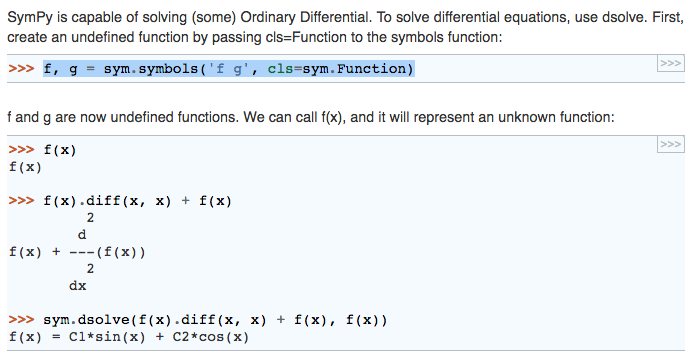 SymPy is capable of solving (some) Ordinary Differential. To solve differential equations, use dsolve. First,
create an undefined function by passing cls=Function to the symbols function:
>>> f, g = sym.symbols('f g', cls=sym.Function)
>>>
f and g are now undefined functions. We can call f(x), and it will represent an unknown function:
>>> f(x)
>>>
f(x)
>>> f(x).diff(x, x) + f(x)
2
d
f(x) + ---(f(x))
2
dx
>>> sym.dsolve(f(x).diff(x, x) + f(x), f(x))
f(x) = C1*sin(x) + C2*cos(x)